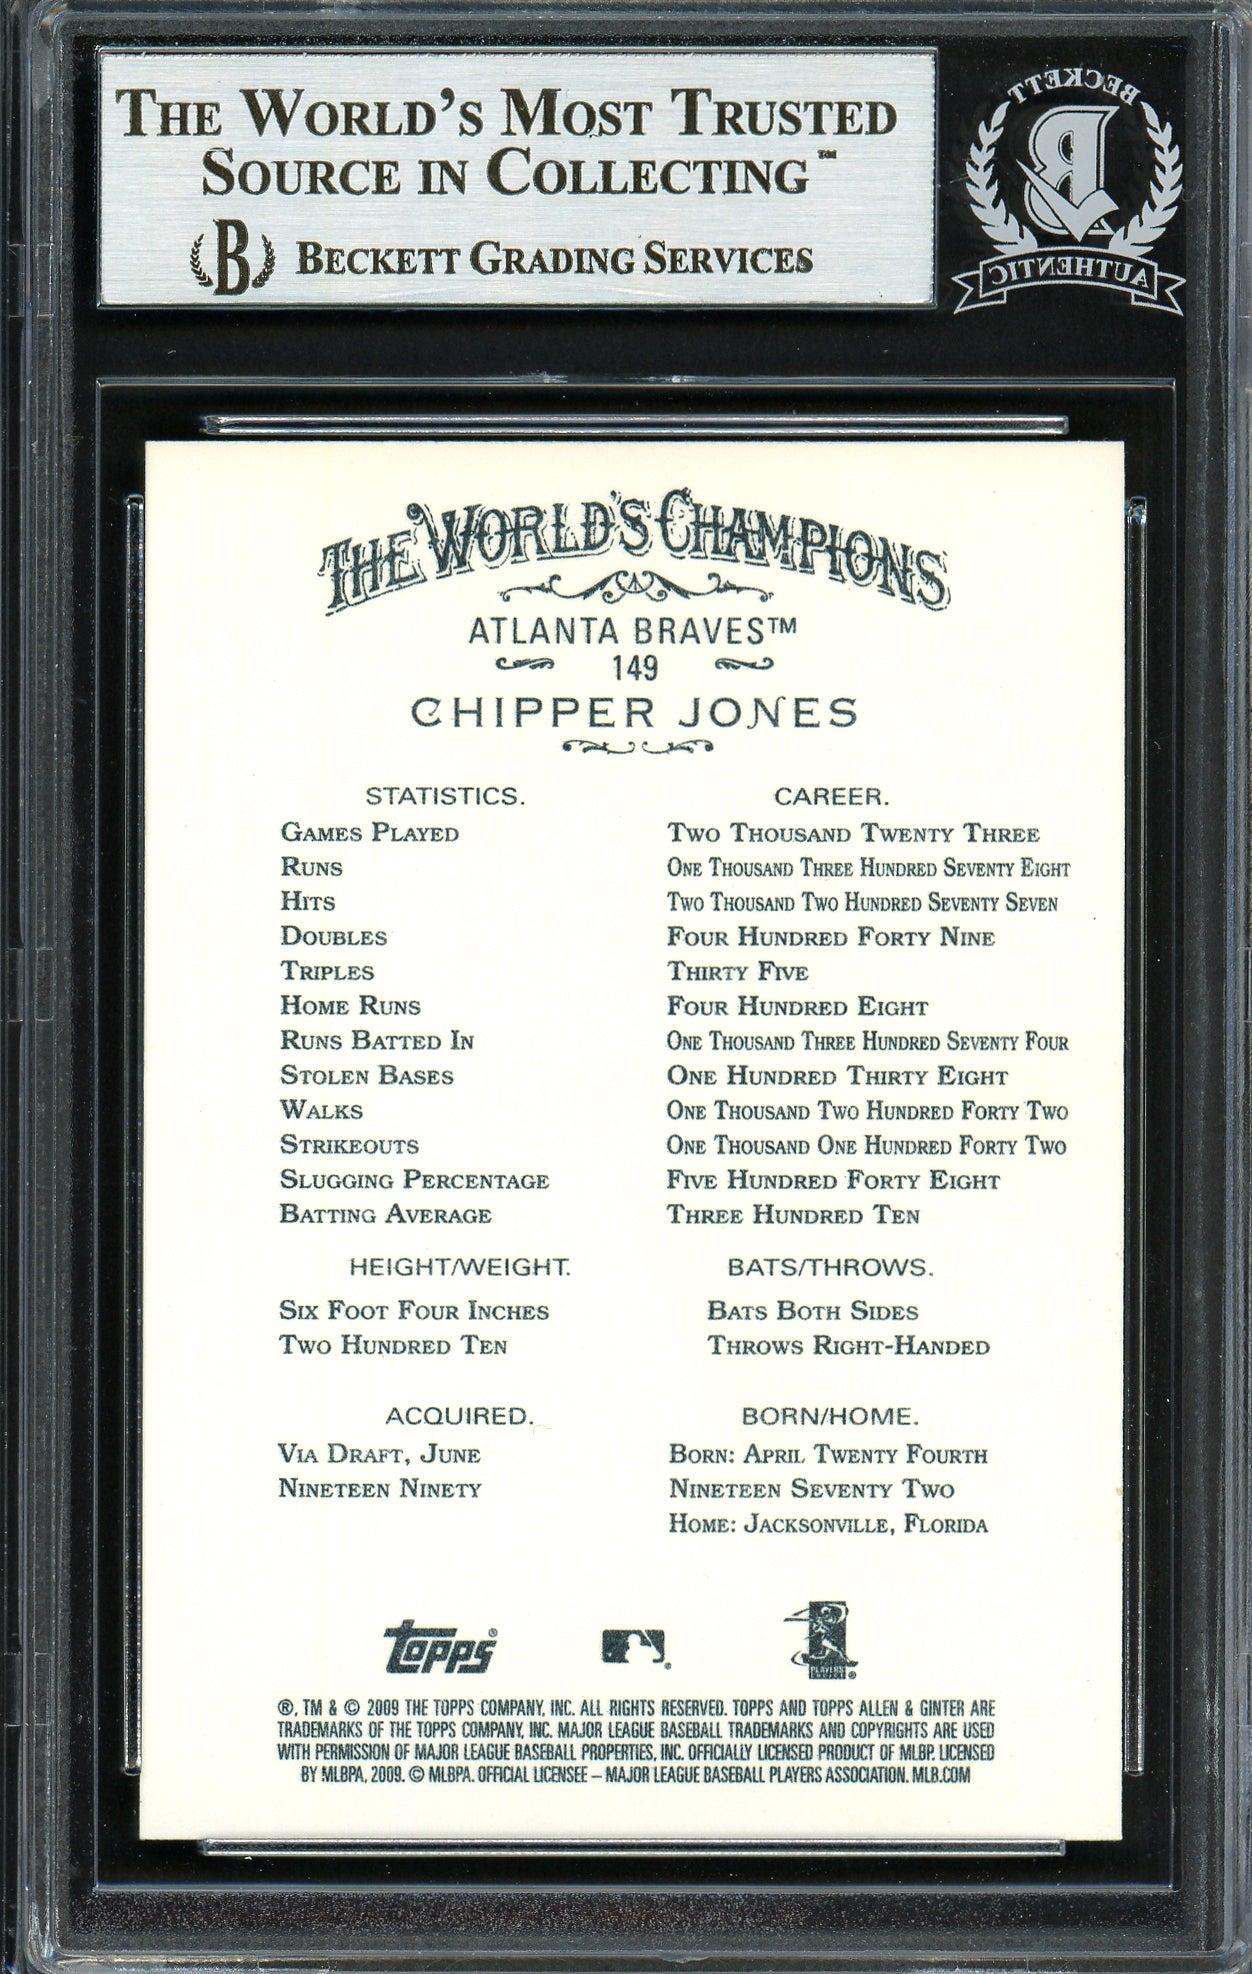 THE WORLD'S MOST TRUSTED
SOURCE IN COLLECTING™
B BECKETT GRADING SERVICES
BECKETT
B
AUTHENTIC
THE WORLD'S CHAMPIONS
ATLANTA BRAVES™
149
CHIPPER JONES
STATISTICS. CAREER.
GAMES PLAYED TWO THOUSAND TWENTY THREE
RUNS ONE THOUSAND THREE HUNDRED SEVENTY EIGHT
HITS TWO THOUSAND TWO HUNDRED SEVENTY SEVEN
DOUBLES FOUR HUNDRED FORTY NINE
TRIPLES THIRTY FIVE
HOME RUNS FOUR HUNDRED EIGHT
RUNS BATTED IN ONE THOUSAND THREE HUNDRED SEVENTY FOUR
STOLEN BASES ONE HUNDRED THIRTY EIGHT
WALKS ONE THOUSAND TWO HUNDRED FORTY TWO
STRIKEOUTS ONE THOUSAND ONE HUNDRED FORTY TWO
SLUGGING PERCENTAGE FIVE HUNDRED FORTY EIGHT
BATTING AVERAGE THREE HUNDRED TEN
HEIGHT/WEIGHT. BATS/THROWS.
SIX FOOT FOUR INCHES BATS BOTH SIDES
TWO HUNDRED TEN THROWS RIGHT-HANDED
ACQUIRED. BORN/HOME.
VIA DRAFT, JUNE BORN: APRIL TWENTY FOURTH
NINETEEN NINETY NINETEEN SEVENTY TWO
HOME: JACKSONVILLE, FLORIDA
topps® ® PLAYERS CHOICE®
®, TM & © 2009 THE TOPPS COMPANY, INC. ALL RIGHTS RESERVED. TOPPS AND TOPPS ALLEN & GINTER ARE
TRADEMARKS OF THE TOPPS COMPANY, INC. MAJOR LEAGUE BASEBALL TRADEMARKS AND COPYRIGHTS ARE USED
WITH PERMISSION OF MAJOR LEAGUE BASEBALL PROPERTIES, INC. OFFICIALLY LICENSED PRODUCT OF MLBP. LICENSED
BY MLBPA, 2009. © MLBPA. OFFICIAL LICENSEE – MAJOR LEAGUE BASEBALL PLAYERS ASSOCIATION. MLB.COM